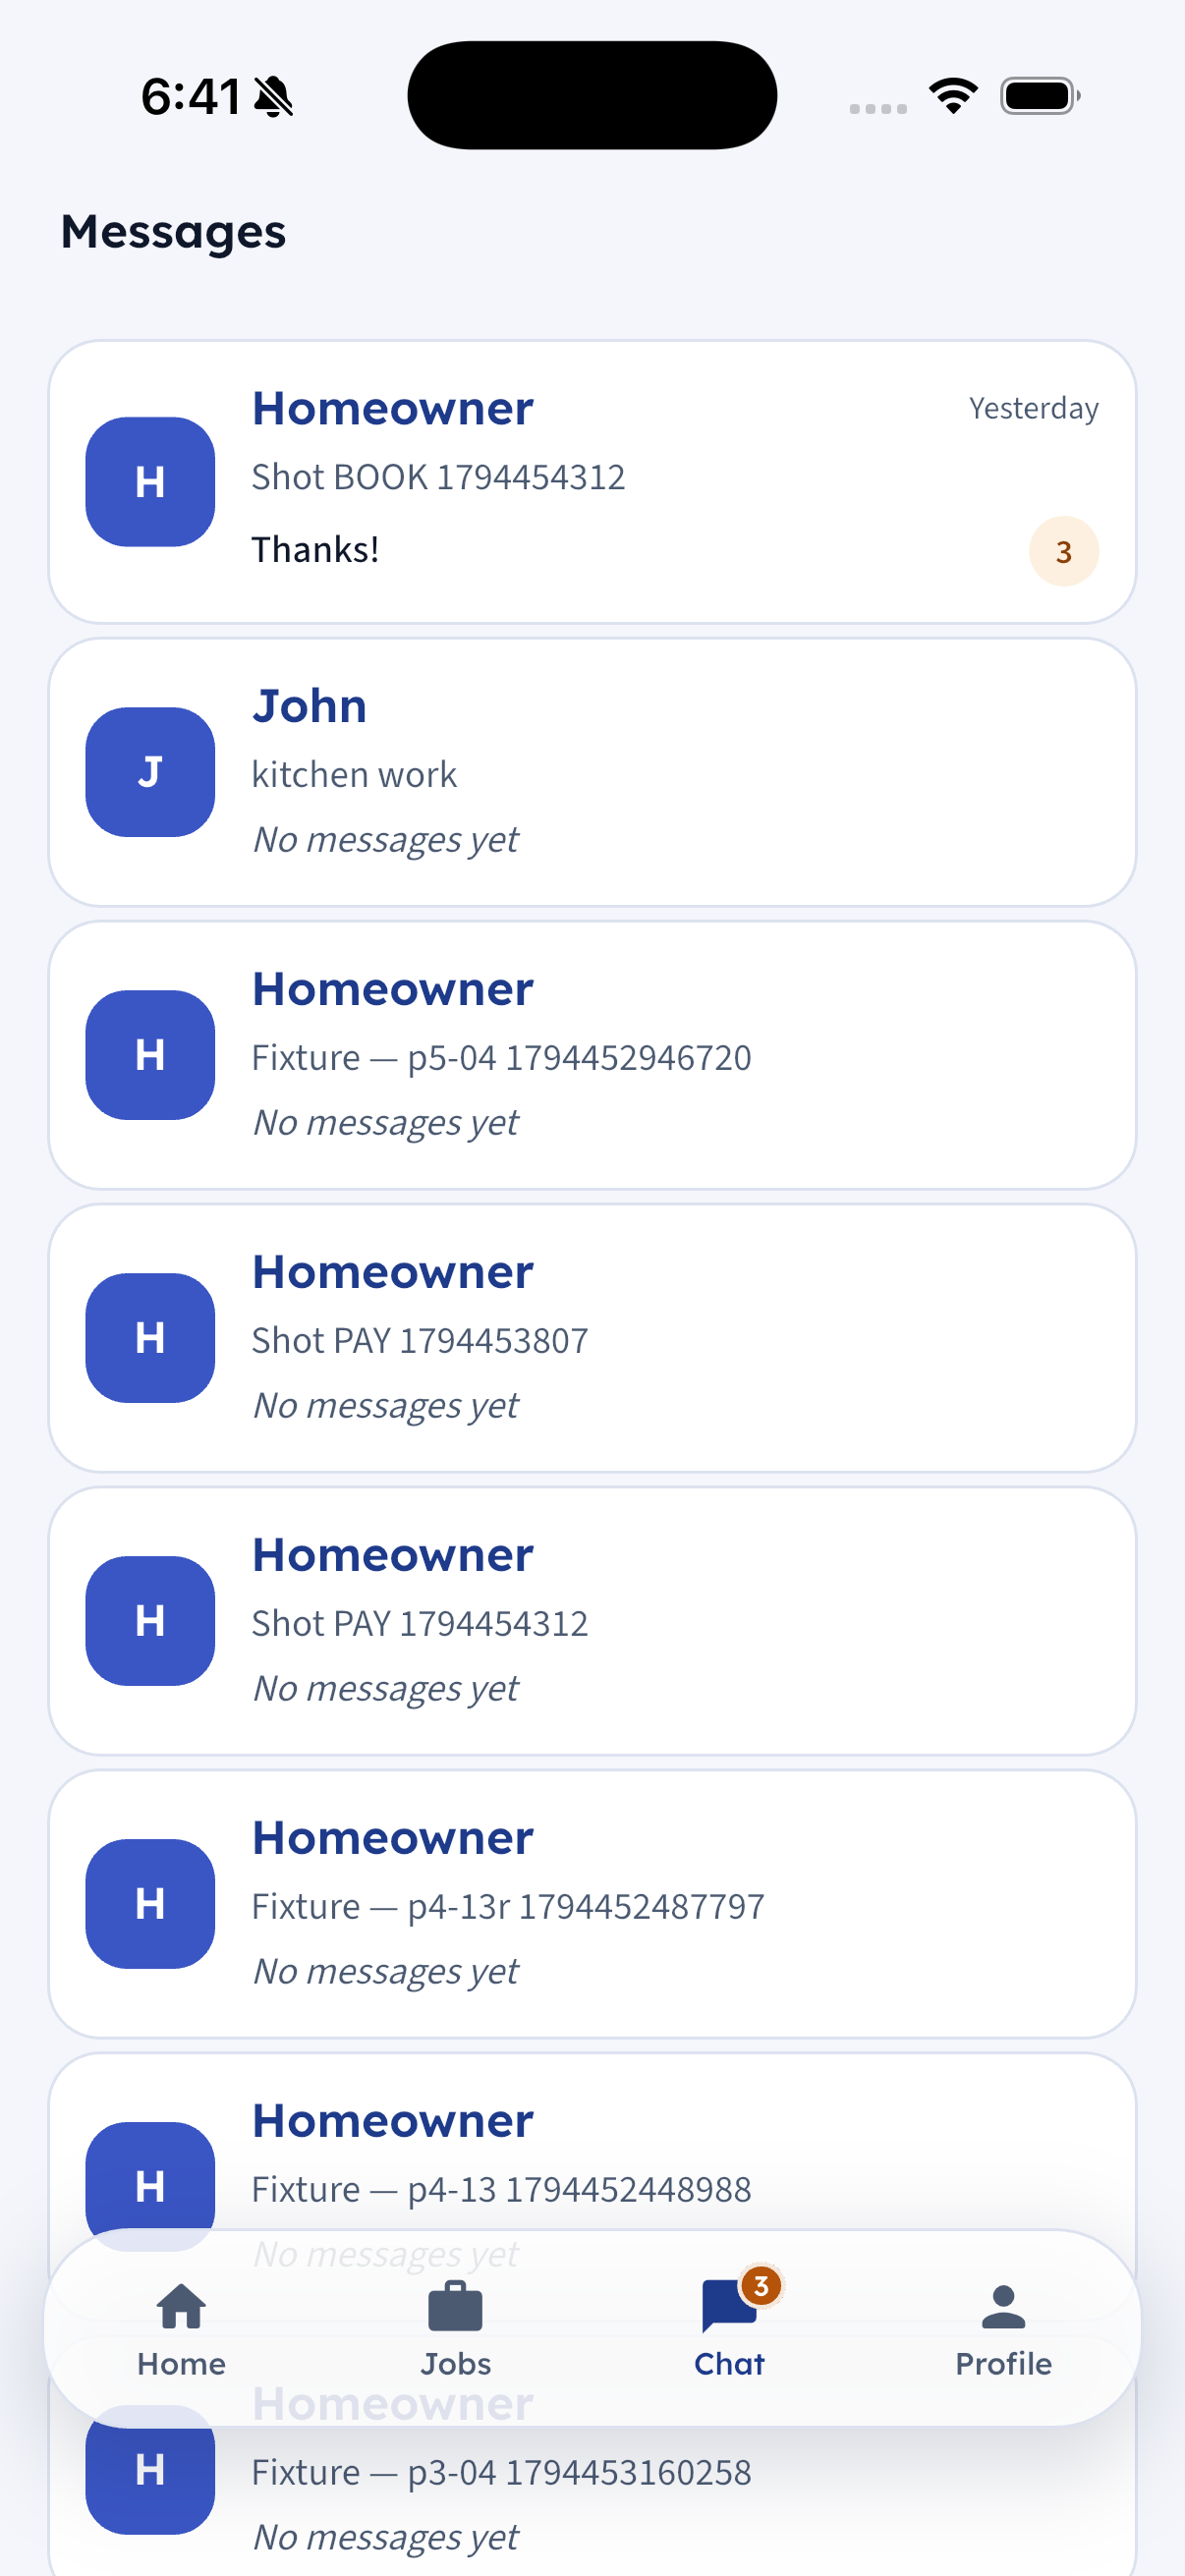 6:41
Messages
Homeowner
Yesterday
H
Shot BOOK 1794454312
Thanks!
3
John
J
kitchen work
No messages yet
Homeowner
H
Fixture — p5-04 1794452946720
No messages yet
Homeowner
H
Shot PAY 1794453807
No messages yet
Homeowner
H
Shot PAY 1794454312
No messages yet
Homeowner
H
Fixture — p4-13r 1794452487797
No messages yet
Homeowner
H
Fixture — p4-13 1794452448988
No messages yet
3
Home
Jobs
Chat
Profile
Homeowner
H
Fixture — p3-04 1794453160258
No messages yet